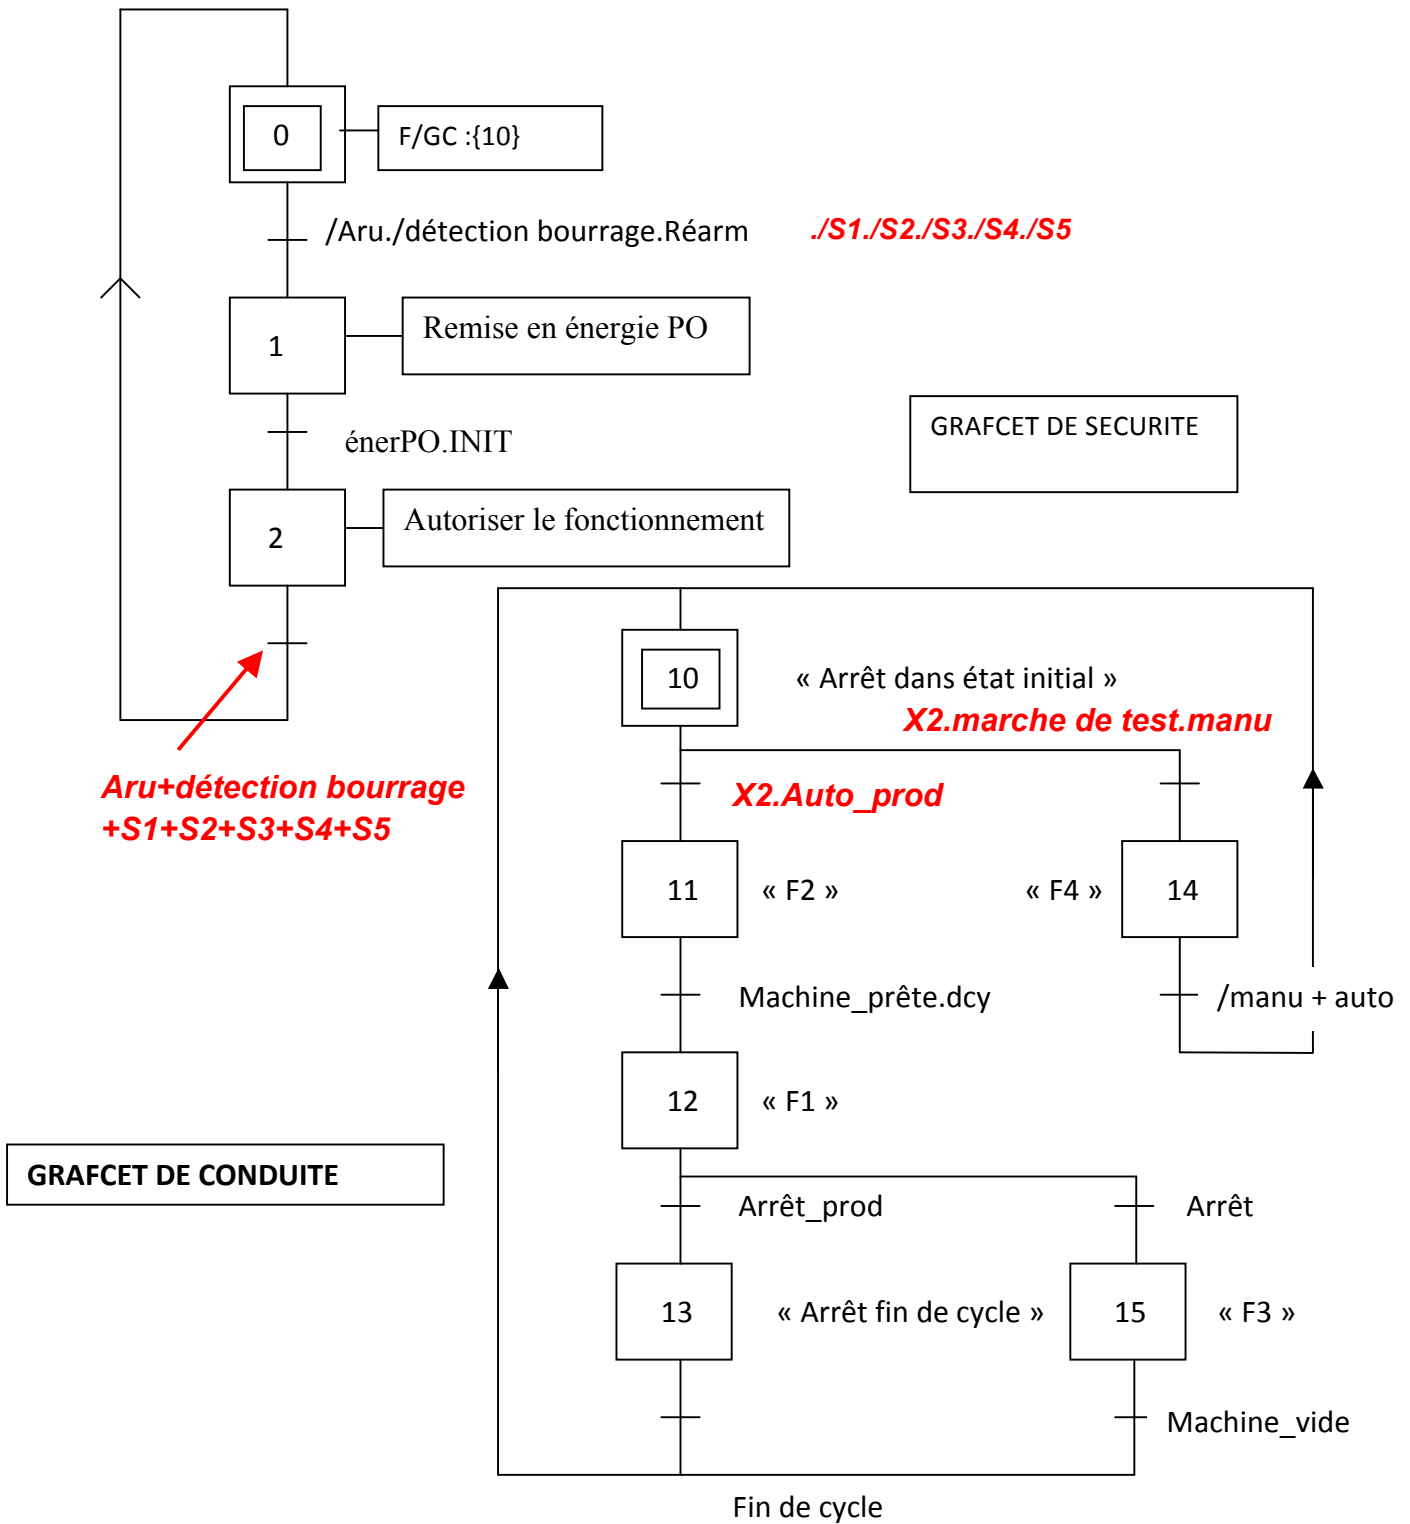 0
F/GC :{10}
/Aru./détection bourrage.Réarm ./S1./S2./S3./S4./S5
1
Remise en énergie PO
énerPO.INIT
GRAFCET DE SECURITE
2
Autoriser le fonctionnement
10
« Arrêt dans état initial »
X2.marche de test.manu
Aru+détection bourrage
+S1+S2+S3+S4+S5
X2.Auto_prod
11
« F2 »
« F4 »
14
Machine_prête.dcy
/manu + auto
12
« F1 »
GRAFCET DE CONDUITE
Arrêt_prod
Arrêt
13
« Arrêt fin de cycle »
15
« F3 »
Machine_vide
Fin de cycle